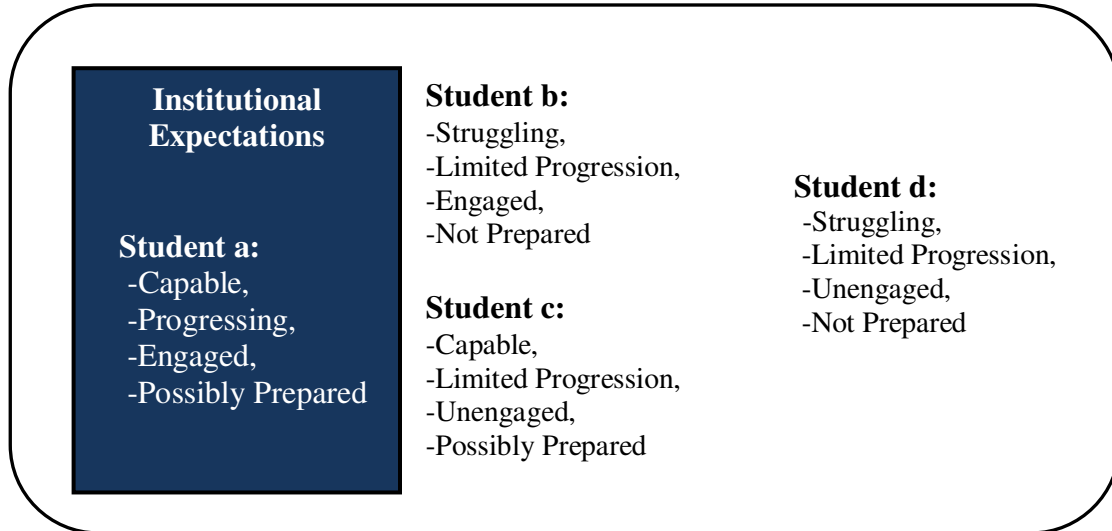 Institutional
Expectations
Student a:
-Capable,
-Progressing,
-Engaged,
-Possibly Prepared
Student b:
-Struggling,
-Limited Progression,
-Engaged,
-Not Prepared
Student c:
-Capable,
-Limited Progression,
-Unengaged,
-Possibly Prepared
Student d:
-Struggling,
-Limited Progression,
-Unengaged,
-Not Prepared